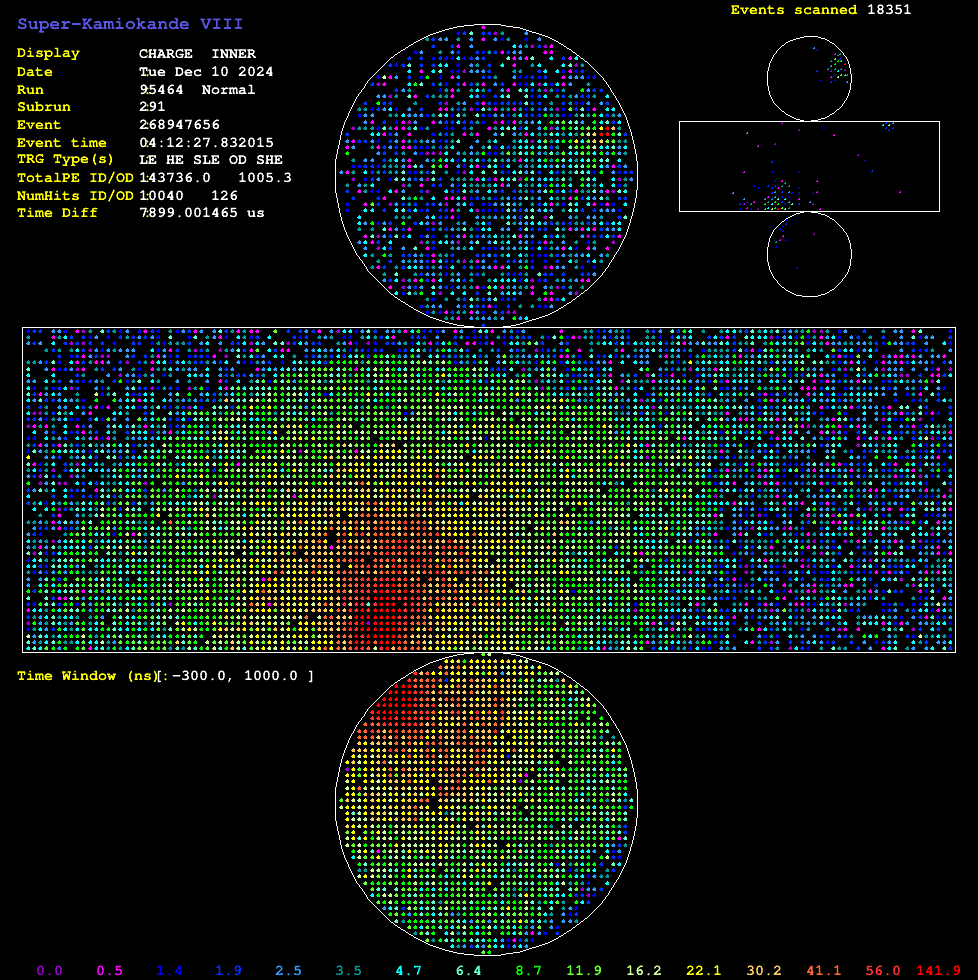 Super-Kamiokande VIII
Events scanned 18351
Display CHARGE INNER
Date Tue Dec 10 2024
Run 95464 Normal
Subrun 291
Event 268947656
Event time 04:12:27.832015
TRG Type(s) LE HE SLE OD SHE
TotalPE ID/OD 143736.0 1005.3
NumHits ID/OD 10040 126
Time Diff 7899.001465 us
Time Window (ns): [ -300.0, 1000.0 ]
0.0 0.5 1.4 1.9 2.5 3.5 4.7 6.4 8.7 11.9 16.2 22.1 30.2 41.1 56.0 141.9